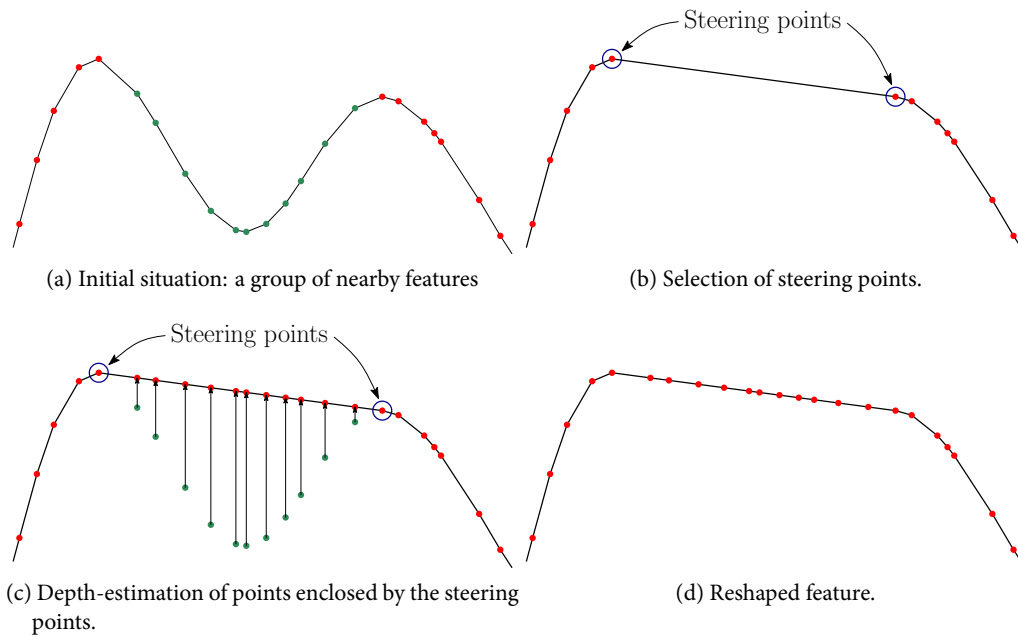 Steering points
(a) Initial situation: a group of nearby features
(b) Selection of steering points.
Steering points
(c) Depth-estimation of points enclosed by the steering
points.
(d) Reshaped feature.